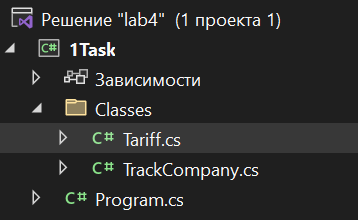 Решение "lab4" (1 проекта 1)
C# 1Task
Зависимости
Classes
C# Tariff.cs
C# TrackCompany.cs
C# Program.cs